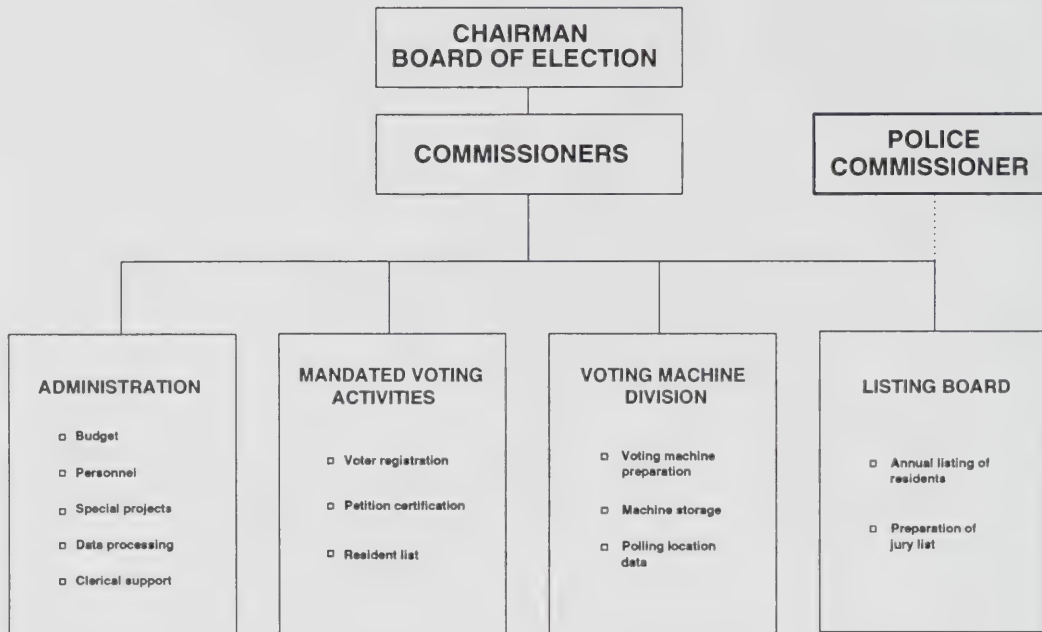 CHAIRMAN
BOARD OF ELECTION
COMMISSIONERS
POLICE
COMMISSIONER
ADMINISTRATION
▫ Budget
▫ Personnel
▫ Special projects
▫ Data processing
▫ Clerical support
MANDATED VOTING
ACTIVITIES
▫ Voter registration
▫ Petition certification
▫ Resident list
VOTING MACHINE
DIVISION
▫ Voting machine
preparation
▫ Machine storage
▫ Polling location
data
LISTING BOARD
▫ Annual listing of
residents
▫ Preparation of
jury list